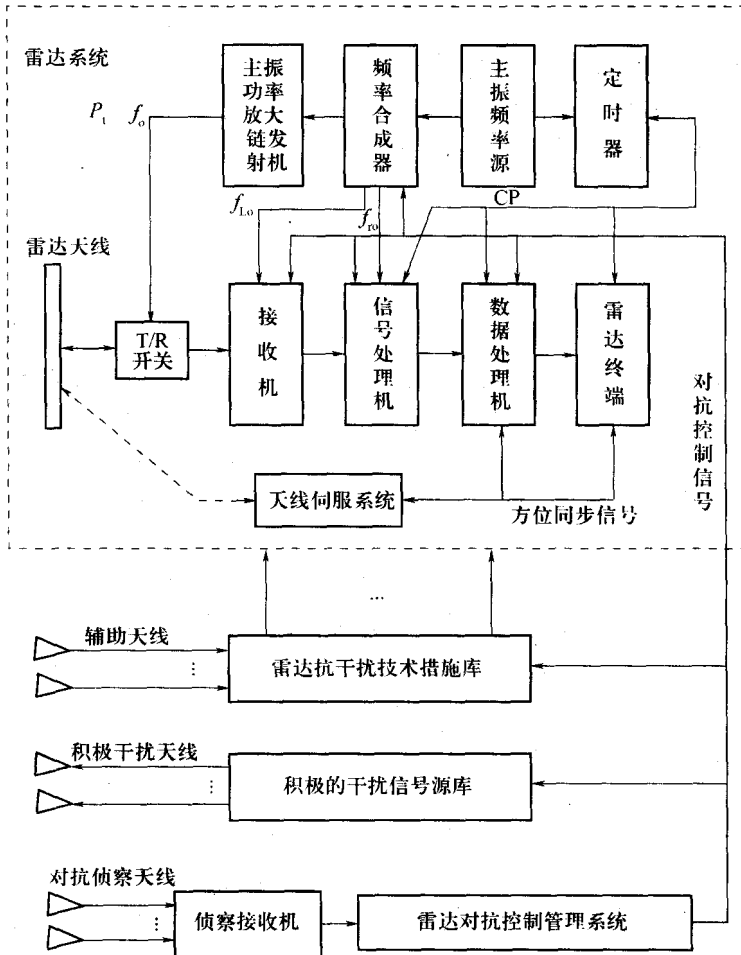 雷达系统
主振
功率
放大
链发
射机
频率合成器
主振频率源
定时器
P₁ f₀
f_Lo
f_ro
CP
雷达天线
T/R
开关
接收机
信号处理机
数据处理机
雷达终端
对抗控制信号
天线伺服系统
方位同步信号
...
辅助天线
...
雷达抗干扰技术措施库
积极干扰天线
...
积极的干扰信号源库
对抗侦察天线
...
侦察接收机
雷达对抗控制管理系统